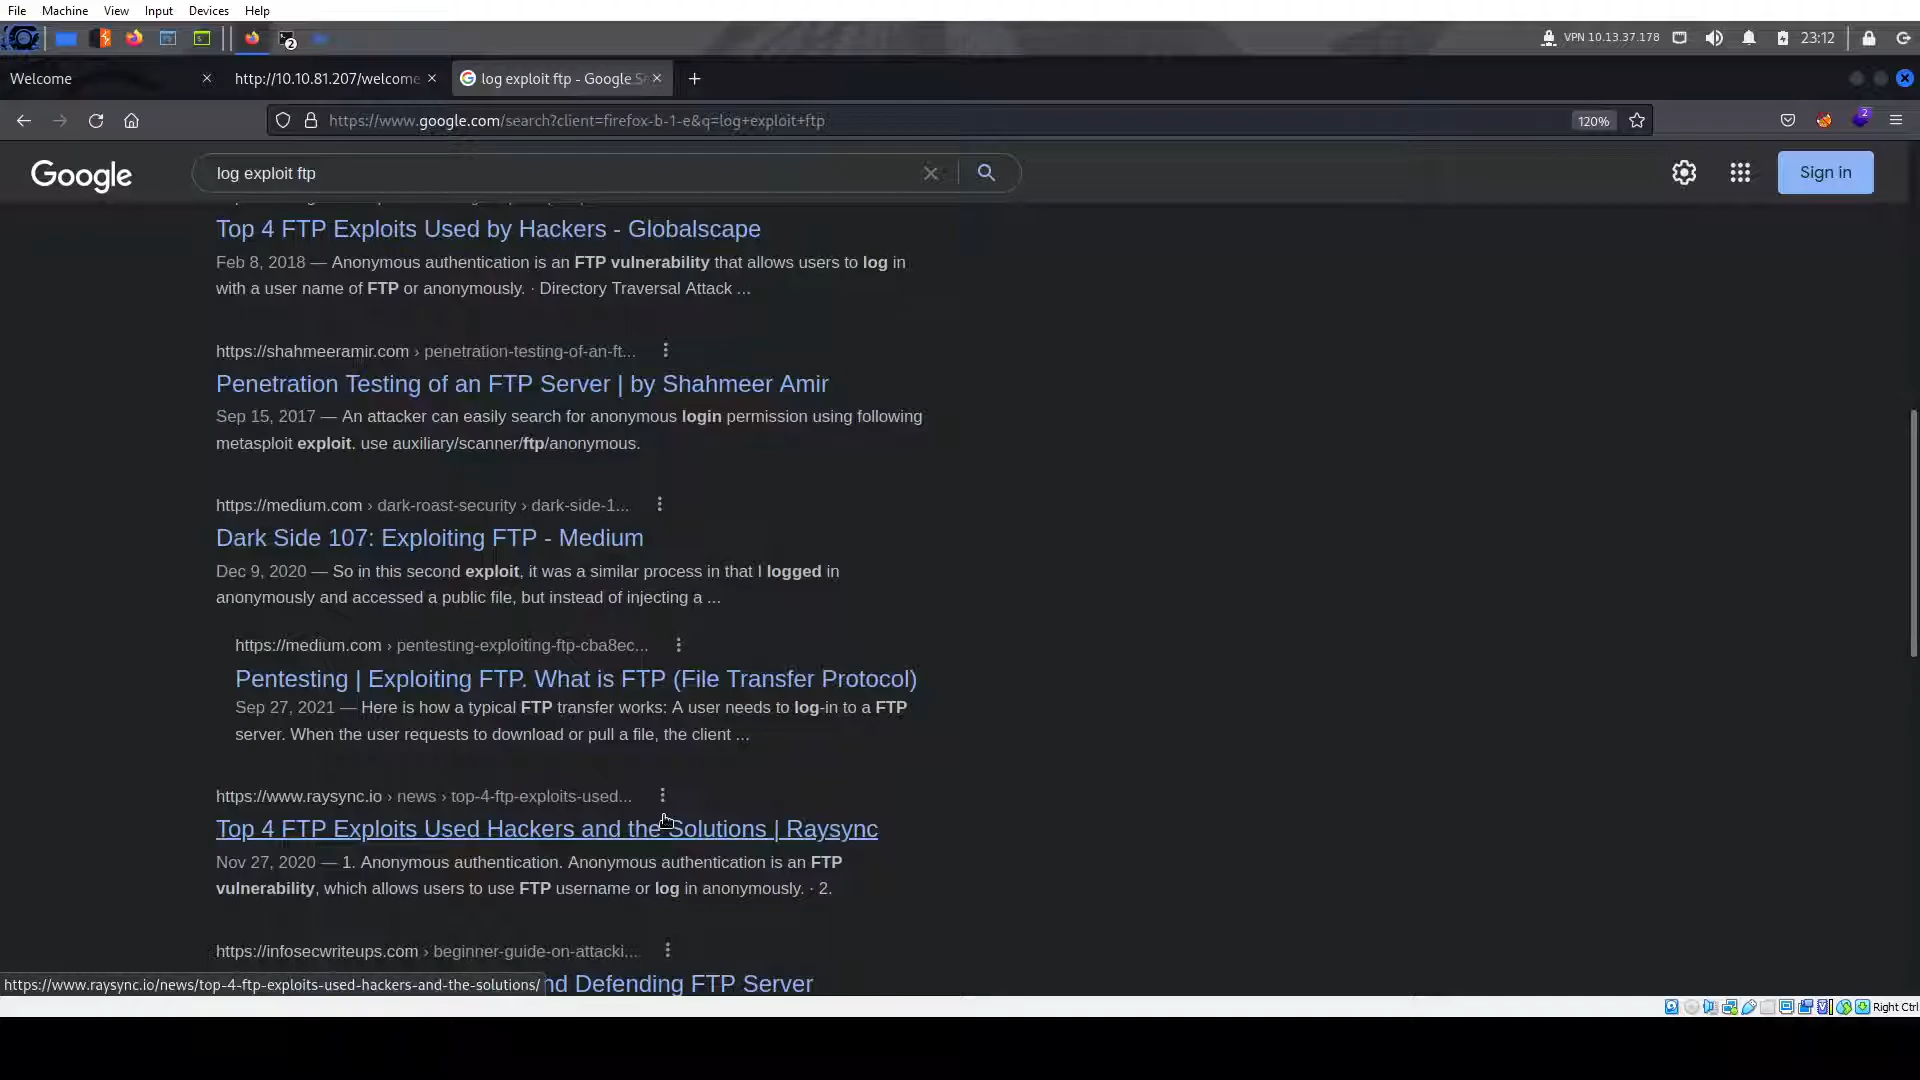 File Machine View Input Devices Help
2
VPN 10.13.37.178
23:12
Welcome
http://10.10.81.207/welcome
log exploit ftp - Google S
https://www.google.com/search?client=firefox-b-1-e&q=log+exploit+ftp
120%
2
Google
log exploit ftp
Sign in
Top 4 FTP Exploits Used by Hackers - Globalscape
Feb 8, 2018 — Anonymous authentication is an FTP vulnerability that allows users to log in
with a user name of FTP or anonymously. · Directory Traversal Attack ...
https://shahmeeramir.com › penetration-testing-of-an-ft...
Penetration Testing of an FTP Server | by Shahmeer Amir
Sep 15, 2017 — An attacker can easily search for anonymous login permission using following
metasploit exploit. use auxiliary/scanner/ftp/anonymous.
https://medium.com › dark-roast-security › dark-side-1...
Dark Side 107: Exploiting FTP - Medium
Dec 9, 2020 — So in this second exploit, it was a similar process in that I logged in
anonymously and accessed a public file, but instead of injecting a ...
https://medium.com › pentesting-exploiting-ftp-cba8ec...
Pentesting | Exploiting FTP. What is FTP (File Transfer Protocol)
Sep 27, 2021 — Here is how a typical FTP transfer works: A user needs to log-in to a FTP
server. When the user requests to download or pull a file, the client ...
https://www.raysync.io › news › top-4-ftp-exploits-used...
Top 4 FTP Exploits Used Hackers and the Solutions | Raysync
Nov 27, 2020 — 1. Anonymous authentication. Anonymous authentication is an FTP
vulnerability, which allows users to use FTP username or log in anonymously. · 2.
https://infosecwriteups.com › beginner-guide-on-attacki...
nd Defending FTP Server
https://www.raysync.io/news/top-4-ftp-exploits-used-hackers-and-the-solutions/
Right Ctrl